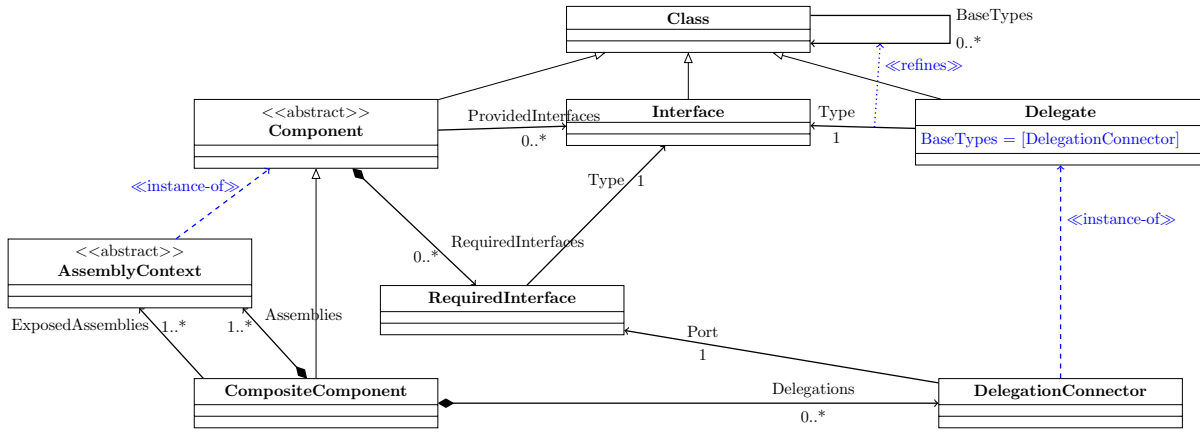 Class
BaseTypes
0..*
≪refines≫
<<abstract>>
Component
ProvidedInterfaces
0..*
Interface
Type
1
Delegate
BaseTypes = [DelegationConnector]
≪instance-of≫
Type 1
≪instance-of≫
<<abstract>>
AssemblyContext
RequiredInterfaces
0..*
RequiredInterface
ExposedAssemblies
1..*
1..*
Assemblies
Port
1
CompositeComponent
Delegations
0..*
DelegationConnector